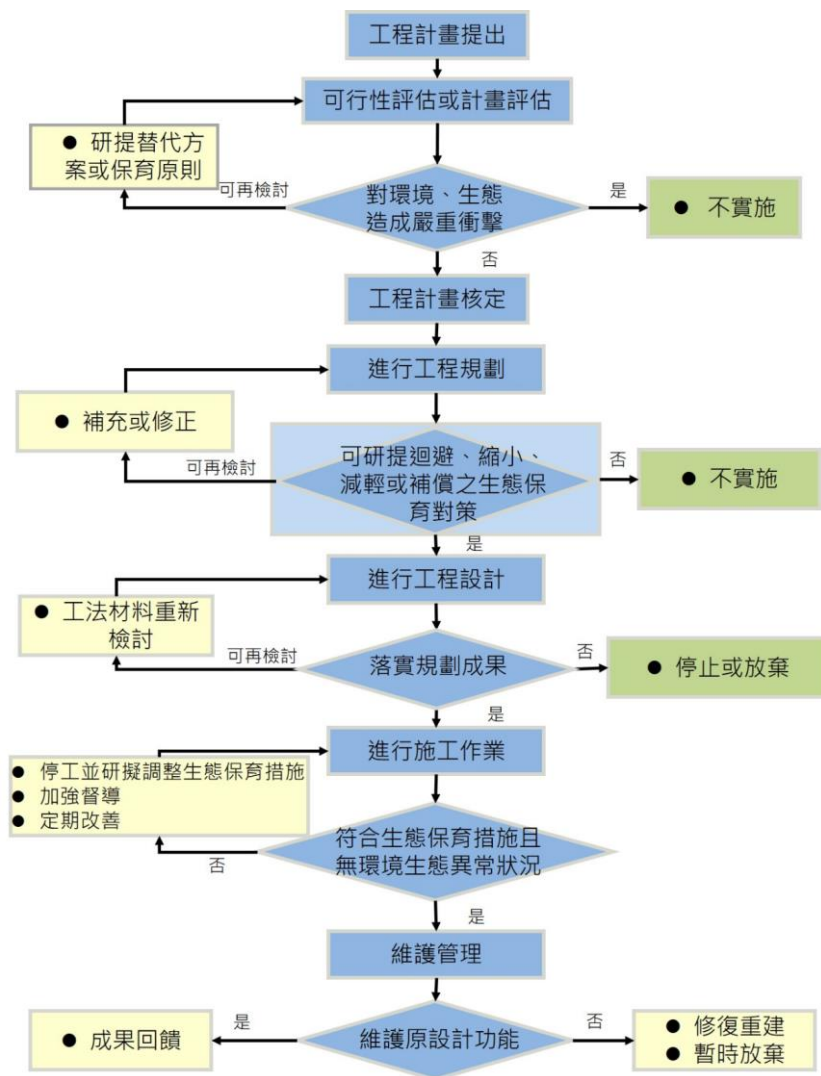 工程計畫提出
可行性評估或計畫評估
● 研提替代方
案或保育原則
可再檢討
對環境、生態
造成嚴重衝擊
是
● 不實施
否
工程計畫核定
進行工程規劃
● 補充或修正
可再檢討
可研提迴避、縮小、
減輕或補償之生態保
育對策
否
● 不實施
是
進行工程設計
● 工法材料重新
檢討
可再檢討
落實規劃成果
否
● 停止或放棄
是
進行施工作業
● 停工並研擬調整生態保育措施
● 加強督導
● 定期改善
否
符合生態保育措施且
無環境生態異常狀況
是
維護管理
● 成果回饋
是
維護原設計功能
否
● 修復重建
● 暫時放棄